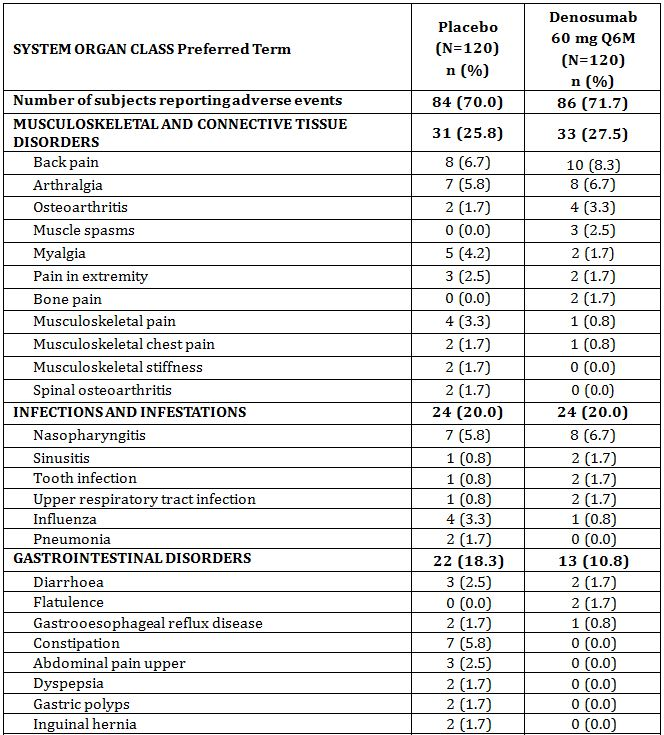 SYSTEM ORGAN CLASS Preferred Term Placebo (N=120) n (%) Denosumab 60 mg Q6M (N=120) n (%)
Number of subjects reporting adverse events 84 (70.0) 86 (71.7)
MUSCULOSKELETAL AND CONNECTIVE TISSUE DISORDERS 31 (25.8) 33 (27.5)
Back pain 8 (6.7) 10 (8.3)
Arthralgia 7 (5.8) 8 (6.7)
Osteoarthritis 2 (1.7) 4 (3.3)
Muscle spasms 0 (0.0) 3 (2.5)
Myalgia 5 (4.2) 2 (1.7)
Pain in extremity 3 (2.5) 2 (1.7)
Bone pain 0 (0.0) 2 (1.7)
Musculoskeletal pain 4 (3.3) 1 (0.8)
Musculoskeletal chest pain 2 (1.7) 1 (0.8)
Musculoskeletal stiffness 2 (1.7) 0 (0.0)
Spinal osteoarthritis 2 (1.7) 0 (0.0)
INFECTIONS AND INFESTATIONS 24 (20.0) 24 (20.0)
Nasopharyngitis 7 (5.8) 8 (6.7)
Sinusitis 1 (0.8) 2 (1.7)
Tooth infection 1 (0.8) 2 (1.7)
Upper respiratory tract infection 1 (0.8) 2 (1.7)
Influenza 4 (3.3) 1 (0.8)
Pneumonia 2 (1.7) 0 (0.0)
GASTROINTESTINAL DISORDERS 22 (18.3) 13 (10.8)
Diarrhoea 3 (2.5) 2 (1.7)
Flatulence 0 (0.0) 2 (1.7)
Gastrooesophageal reflux disease 2 (1.7) 1 (0.8)
Constipation 7 (5.8) 0 (0.0)
Abdominal pain upper 3 (2.5) 0 (0.0)
Dyspepsia 2 (1.7) 0 (0.0)
Gastric polyps 2 (1.7) 0 (0.0)
Inguinal hernia 2 (1.7) 0 (0.0)